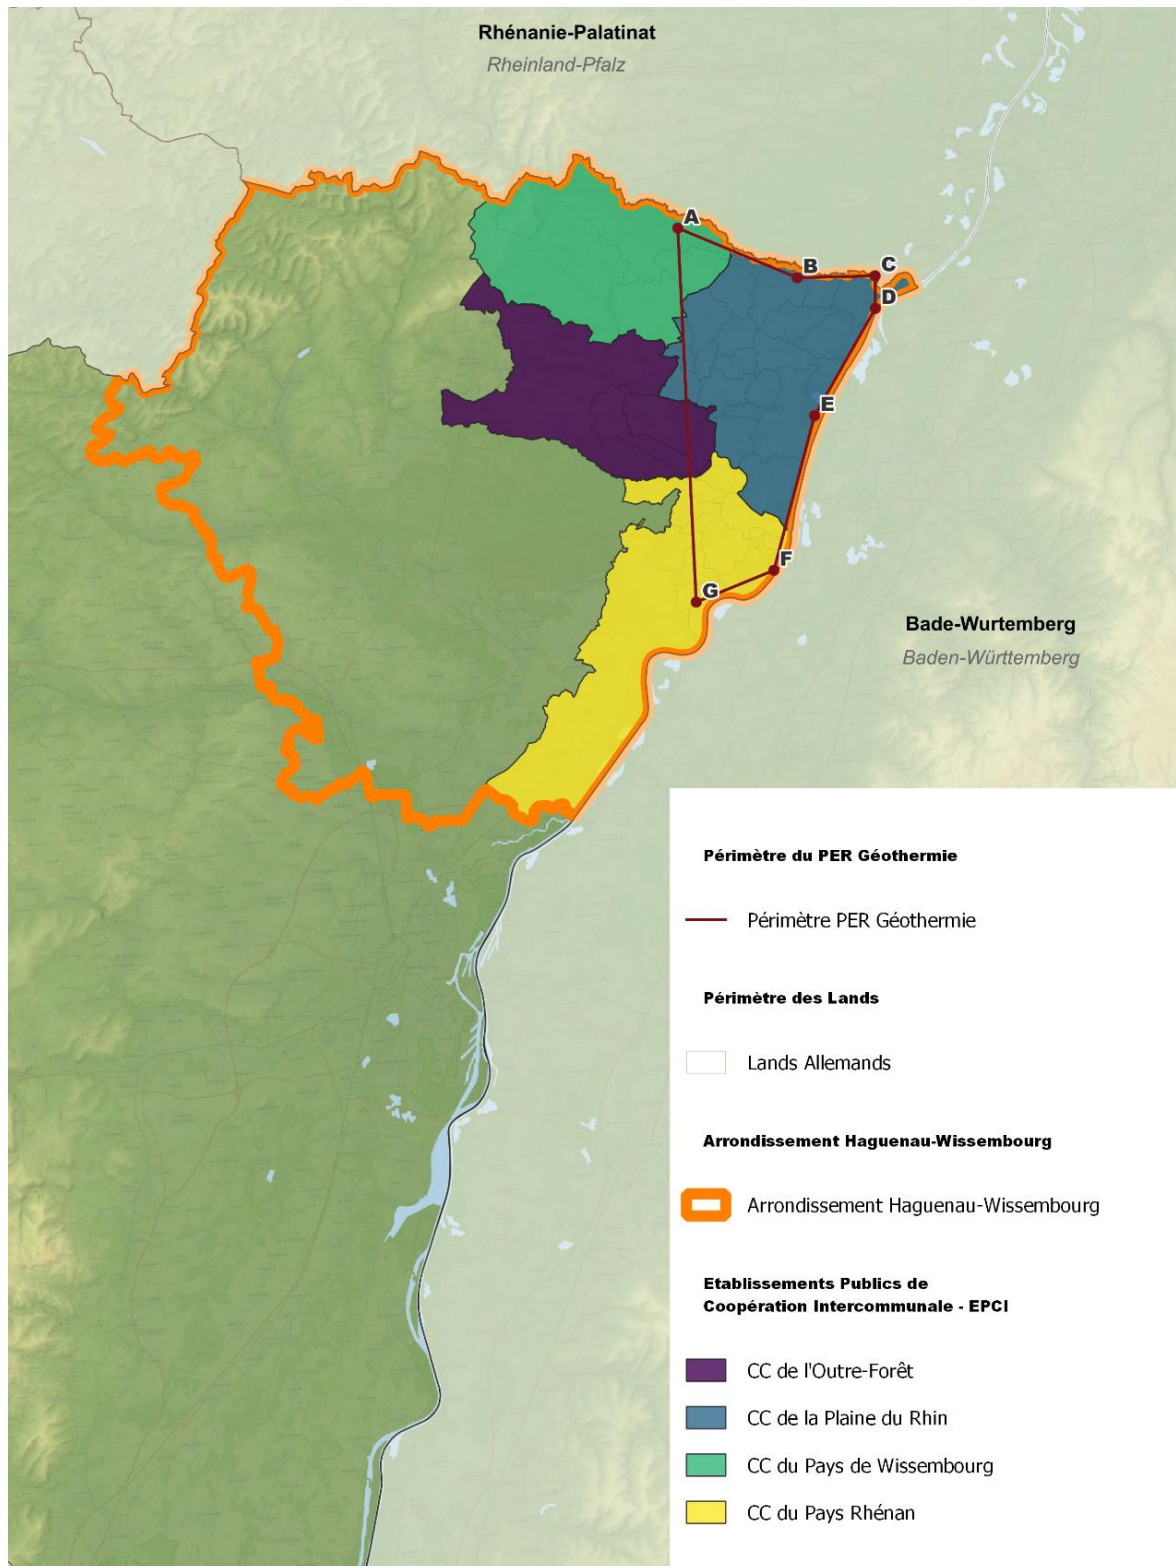 Rhénanie-Palatinat
Rheinland-Pfalz
A
B
C
D
E
F
G
Bade-Wurtemberg
Baden-Württemberg
Périmètre du PER Géothermie
Périmètre PER Géothermie
Périmètre des Lands
Lands Allemands
Arrondissement Haguenau-Wissembourg
Arrondissement Haguenau-Wissembourg
Etablissements Publics de
Coopération Intercommunale - EPCI
CC de l'Outre-Forêt
CC de la Plaine du Rhin
CC du Pays de Wissembourg
CC du Pays Rhénan